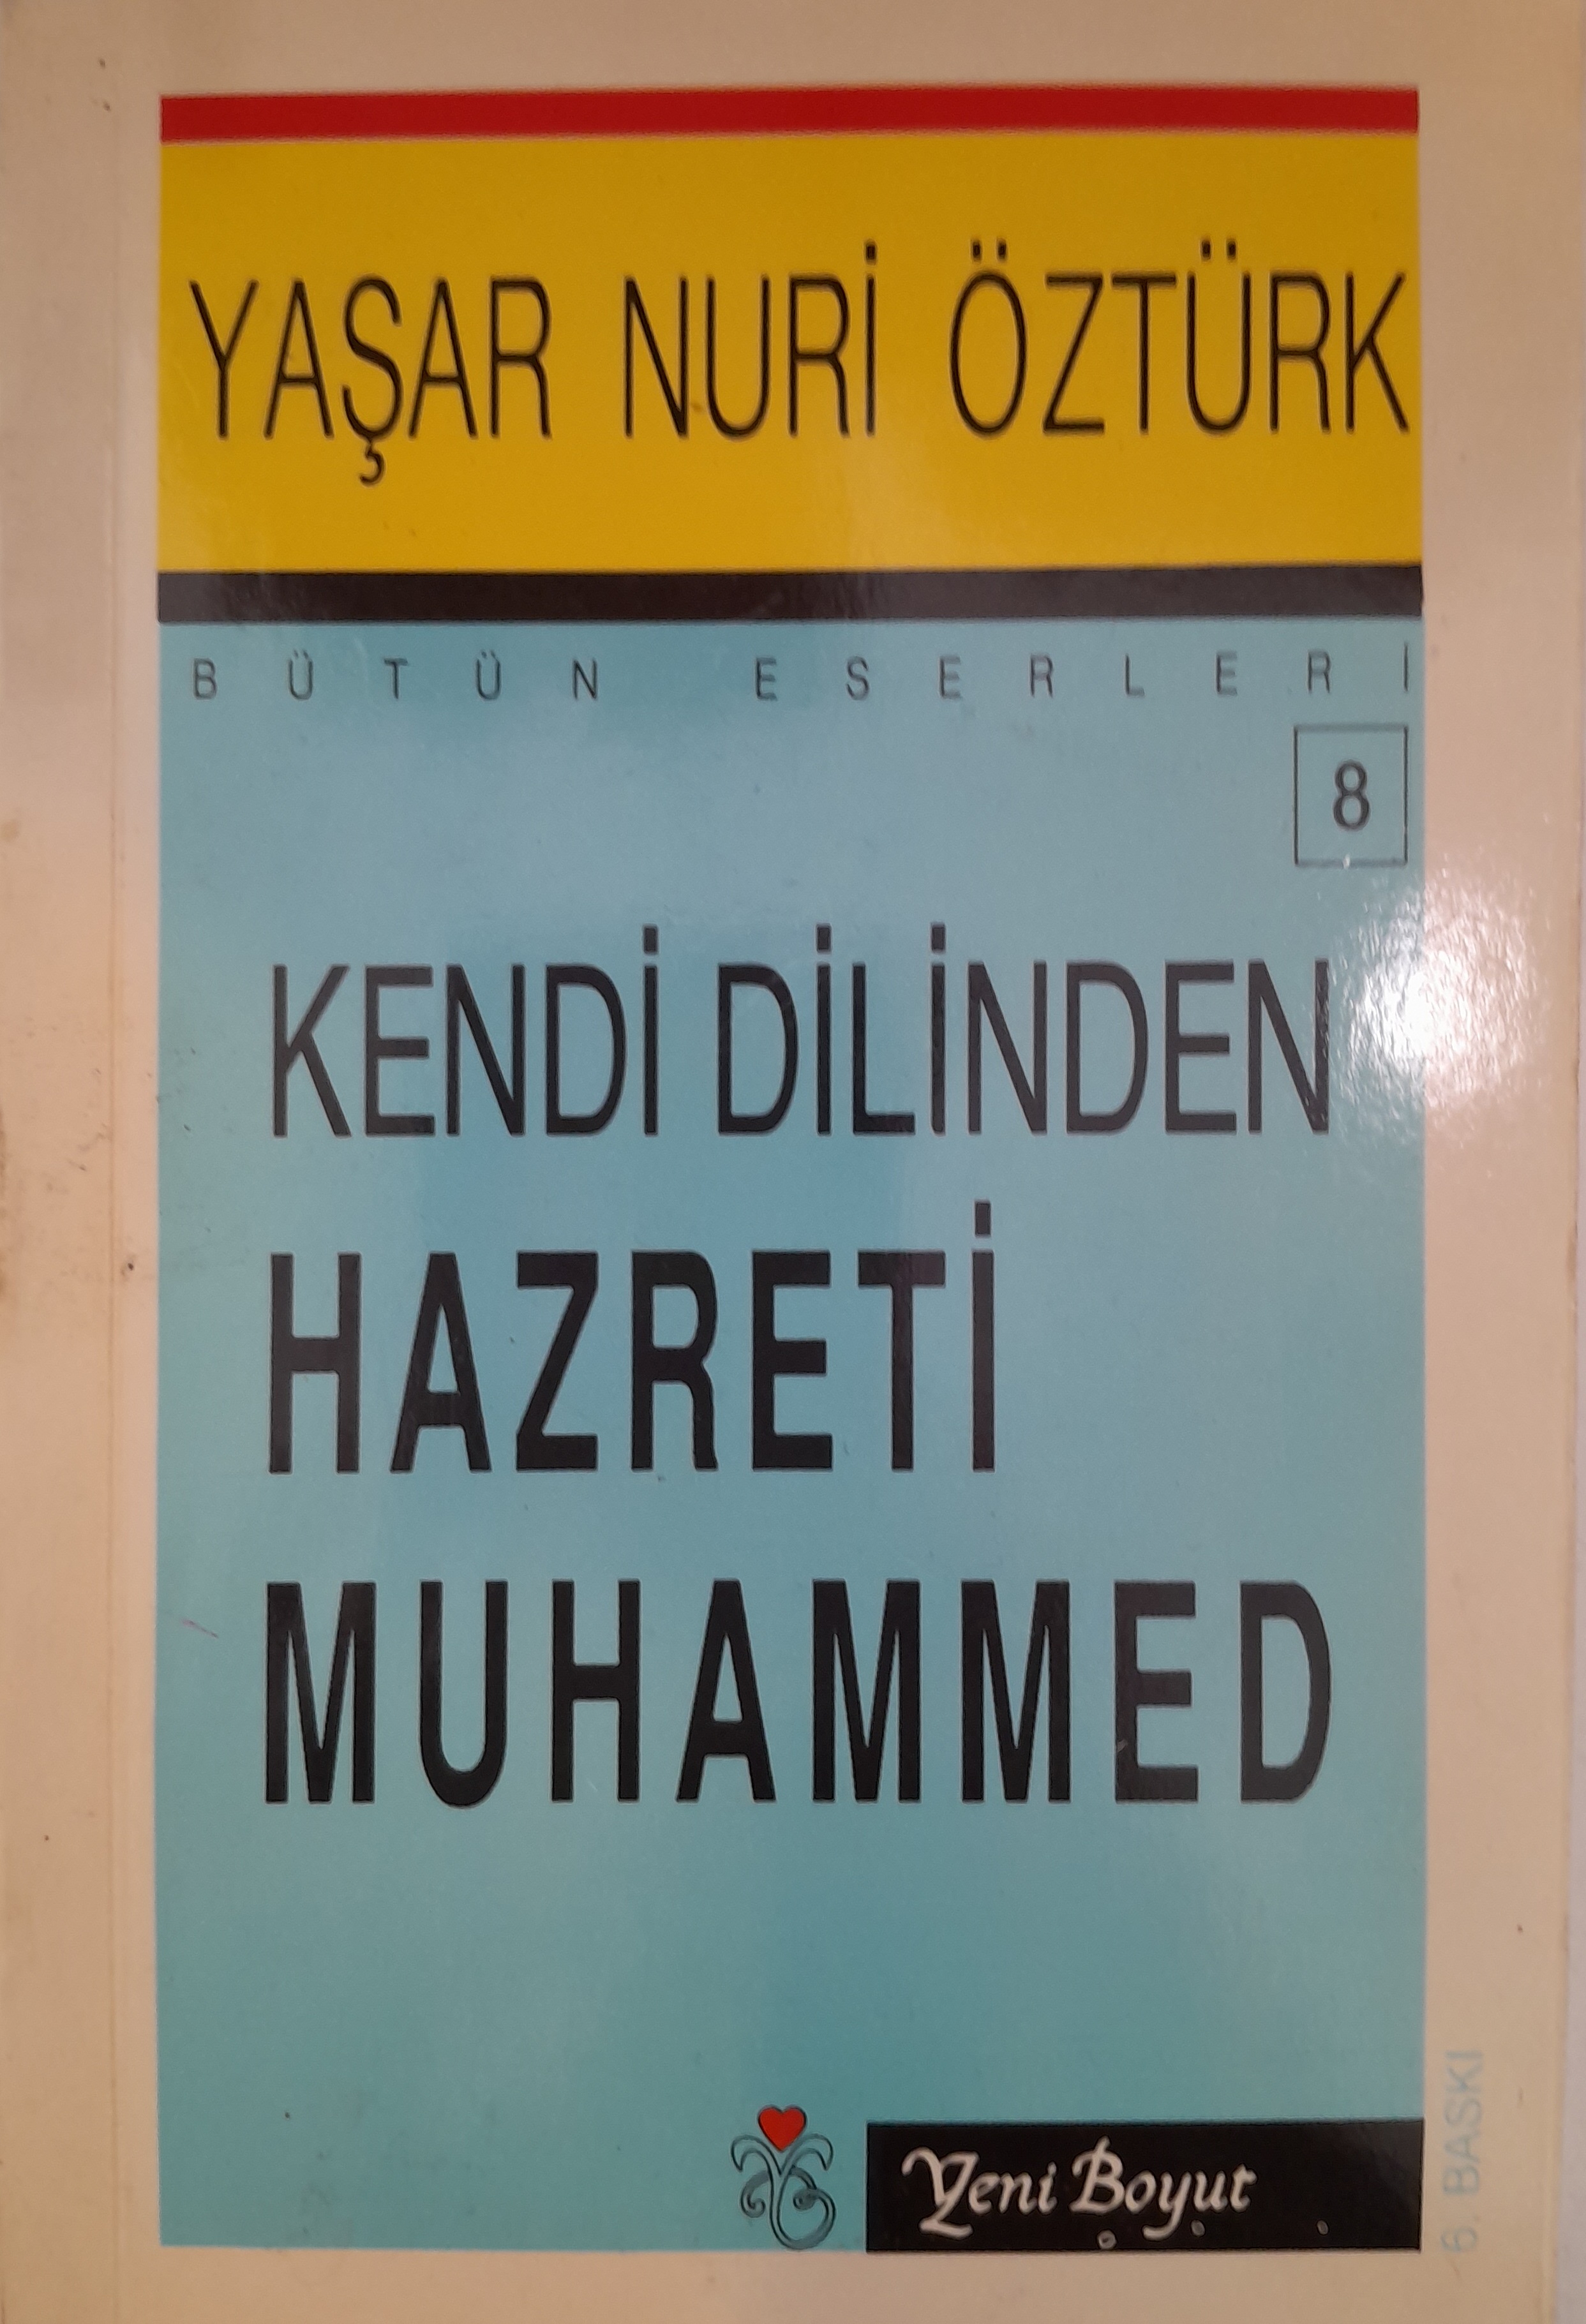 YAŞAR NURİ ÖZTÜRK
BÜTÜN ESERLERI
8
KENDİ DİLİNDEN
HAZRETİ
MUHAMMED
Yeni Boyut
6. BASKI